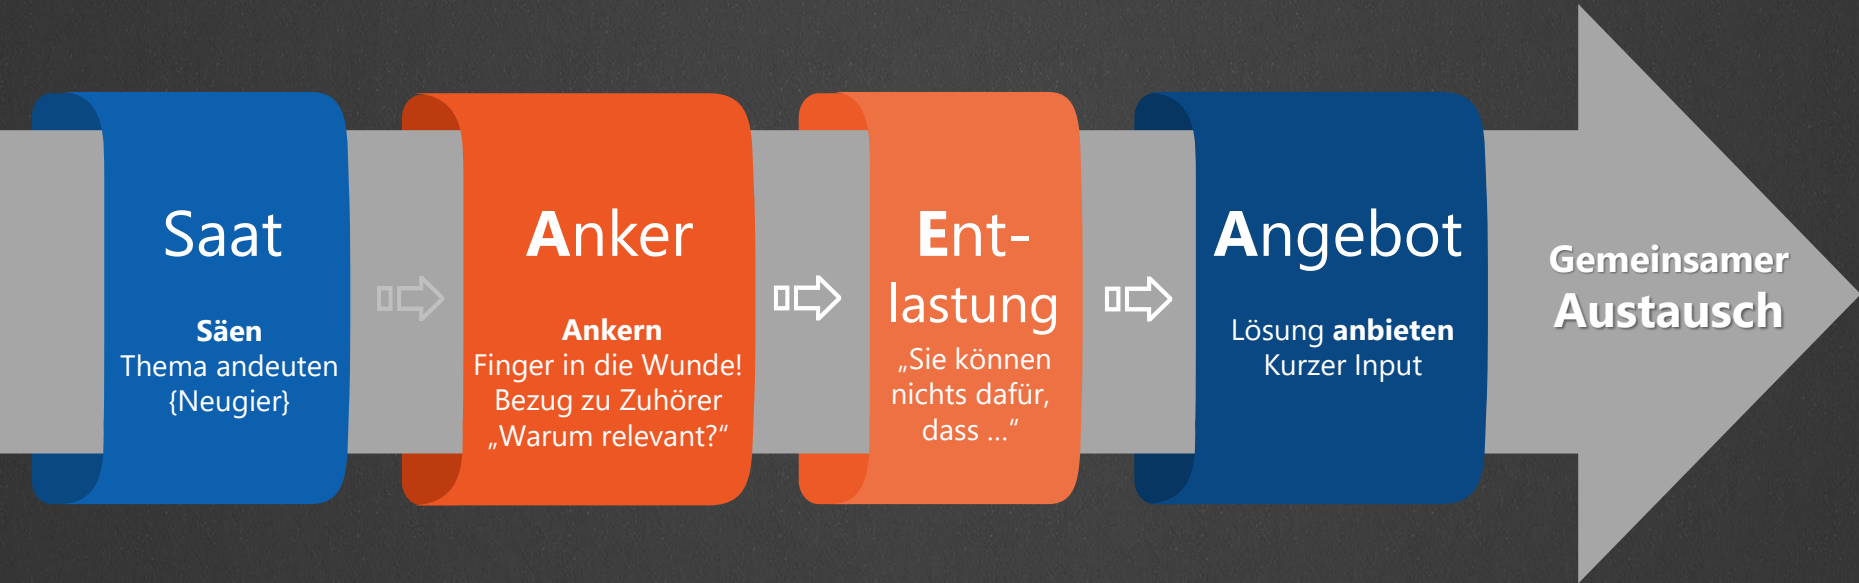 Saat
Säen
Thema andeuten
{Neugier}
Anker
Ankern
Finger in die Wunde!
Bezug zu Zuhörer
„Warum relevant?“
Ent-
lastung
„Sie können
nichts dafür,
dass ...“
Angebot
Lösung anbieten
Kurzer Input
Gemeinsamer
Austausch